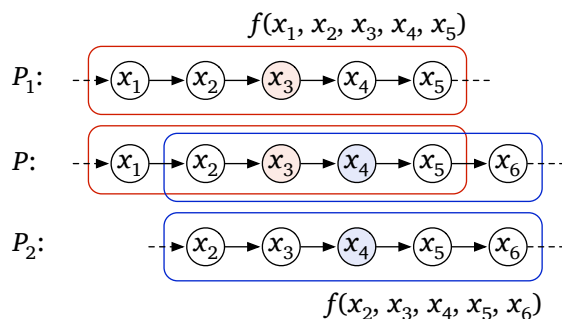 f(x₁, x₂, x₃, x₄, x₅)
P₁: x₁ x₂ x₃ x₄ x₅
P: x₁ x₂ x₃ x₄ x₅ x₆
P₂: x₂ x₃ x₄ x₅ x₆
f(x₂, x₃, x₄, x₅, x₆)